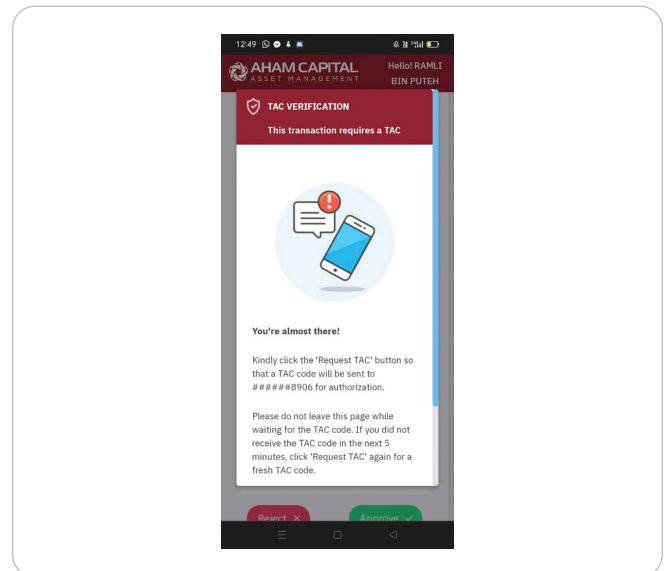 12:49
AHAM CAPITAL
ASSET MANAGEMENT
Hello! RAMLI
BIN PUTEH
TAC VERIFICATION
This transaction requires a TAC
You're almost there!
Kindly click the 'Request TAC' button so
that a TAC code will be sent to
######8906 for authorization.
Please do not leave this page while
waiting for the TAC code. If you did not
receive the TAC code in the next 5
minutes, click 'Request TAC' again for a
fresh TAC code.
Reject ×
Approve ✓